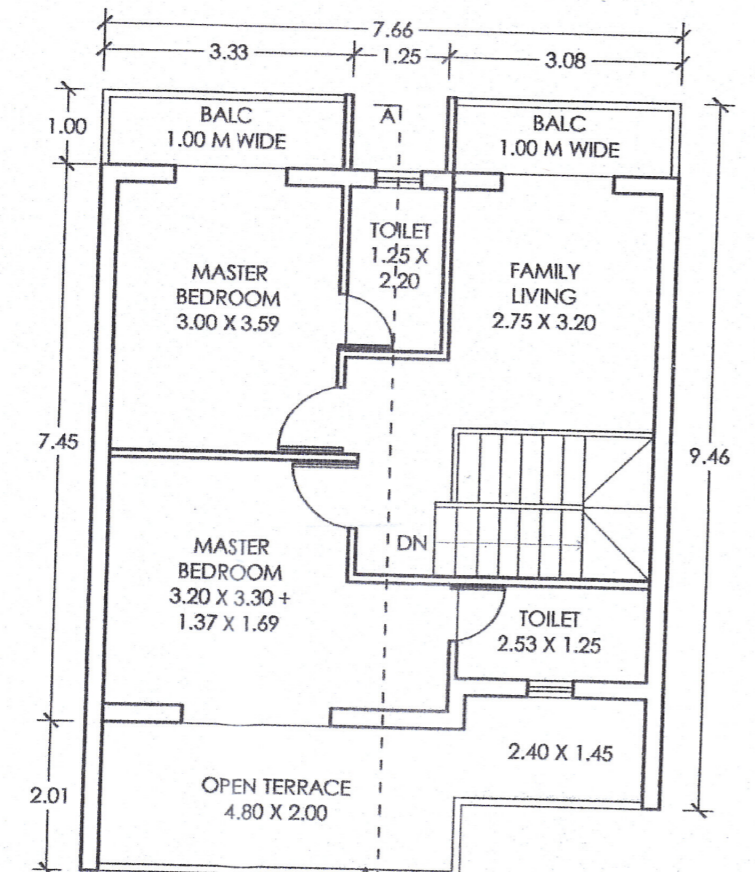 7.66
3.33
1.25
3.08
1.00
BALC
1.00 M WIDE
A
BALC
1.00 M WIDE
TOILET
1.25 X
2.20
MASTER
BEDROOM
3.00 X 3.59
FAMILY
LIVING
2.75 X 3.20
7.45
9.46
DN
MASTER
BEDROOM
3.20 X 3.30 +
1.37 X 1.69
TOILET
2.53 X 1.25
2.40 X 1.45
2.01
OPEN TERRACE
4.80 X 2.00